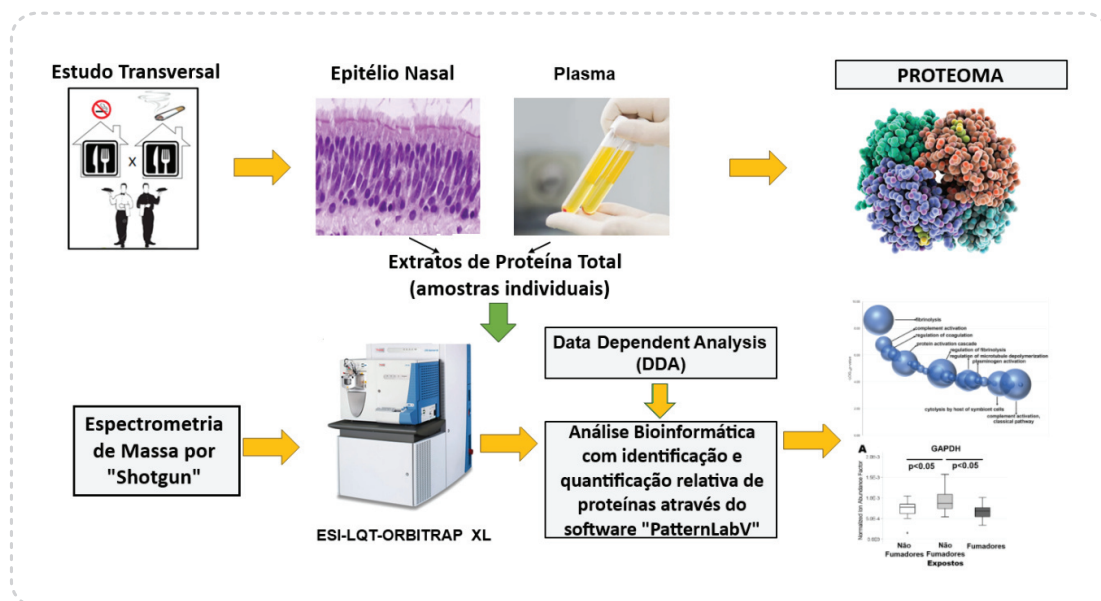 Estudo Transversal
Epitélio Nasal
Plasma
PROTEOMA
X
Extratos de Proteína Total
(amostras individuais)
Data Dependent Analysis
(DDA)
Espectrometria
de Massa por
"Shotgun"
ESI-LQT-ORBITRAP XL
Análise Bioinformática
com identificação e
quantificação relativa de
proteínas através do
software "PatternLabV"
fibrinolysis
complement activation
regulation of coagulation
protein activation cascade
regulation of fibrinolysis
regulation of microtubule depolymerization
plasminogen activation
cytolysis by host of symbiont cells
complement activation,
classical pathway
A
GAPDH
p<0.05
p<0.05
Normalized Ion Abundance Factor
Não
Fumadores
Não
Fumadores
Expostos
Fumadores